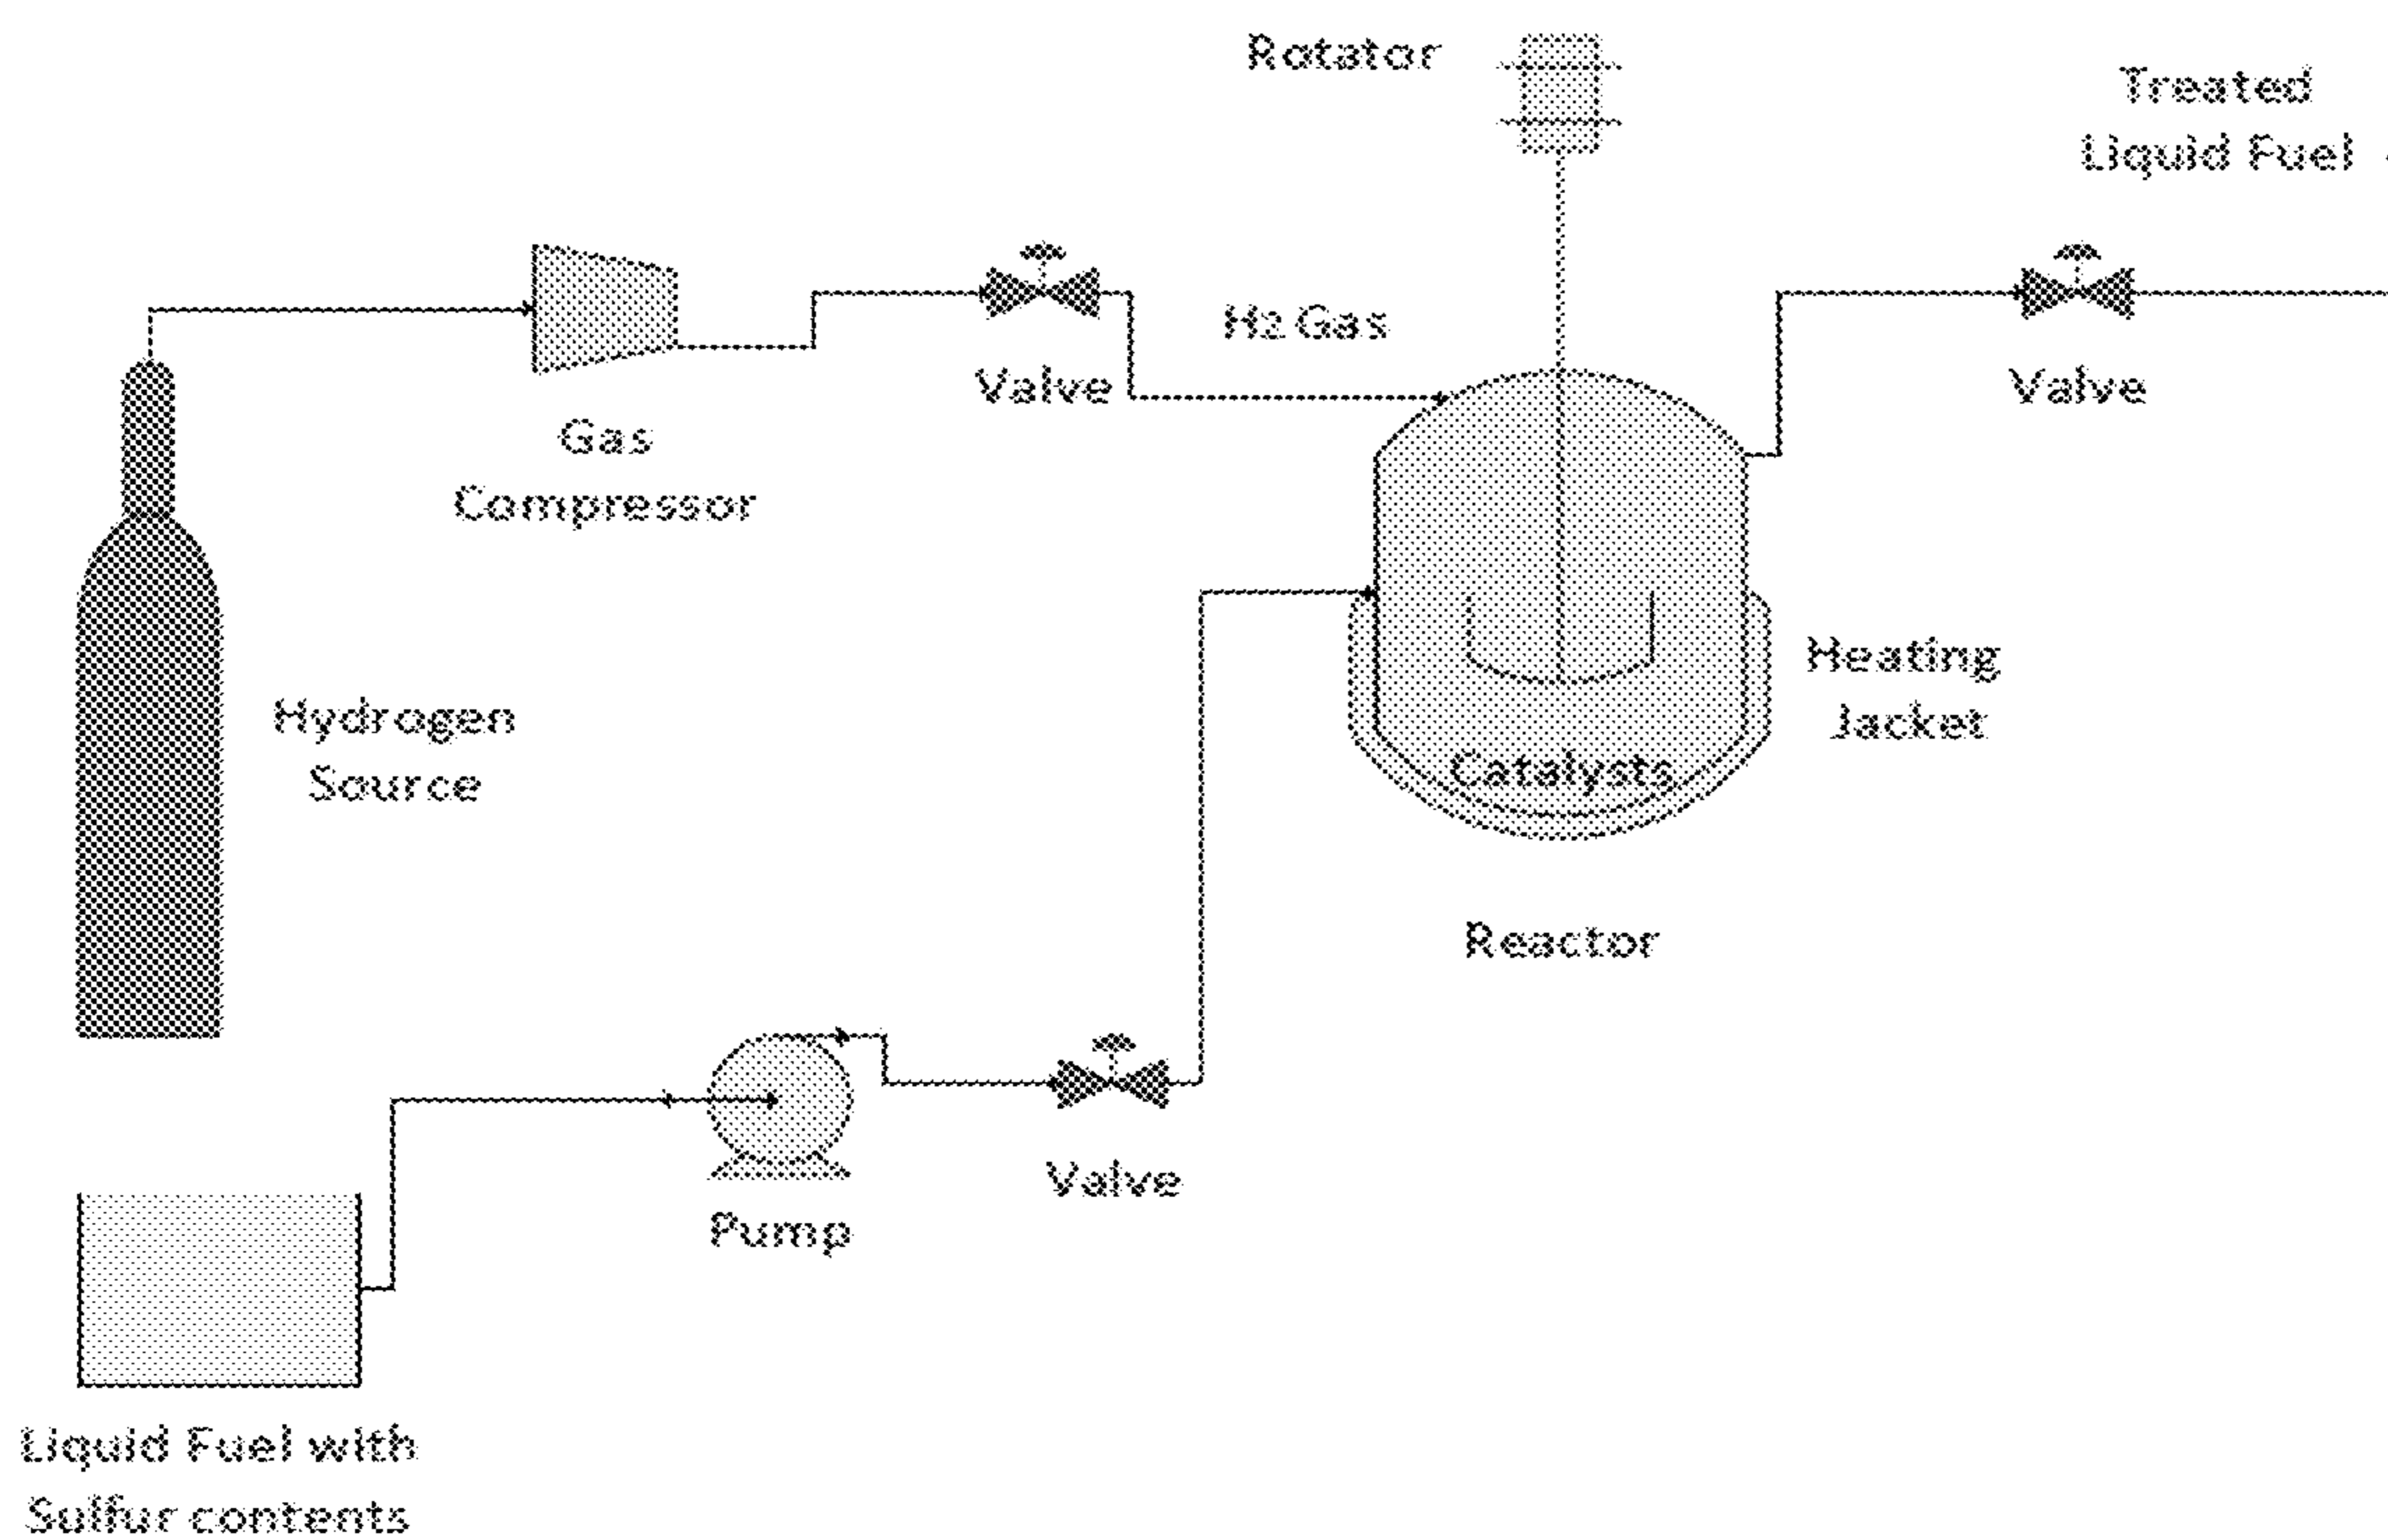 Rotator
Treated
Liquid Fuel
H2 Gas
Valve
Valve
Gas
Compressor
Hydrogen
Source
Heating
Jacket
Catalysts
Reactor
Valve
Pump
Liquid Fuel with
Sulfur contents